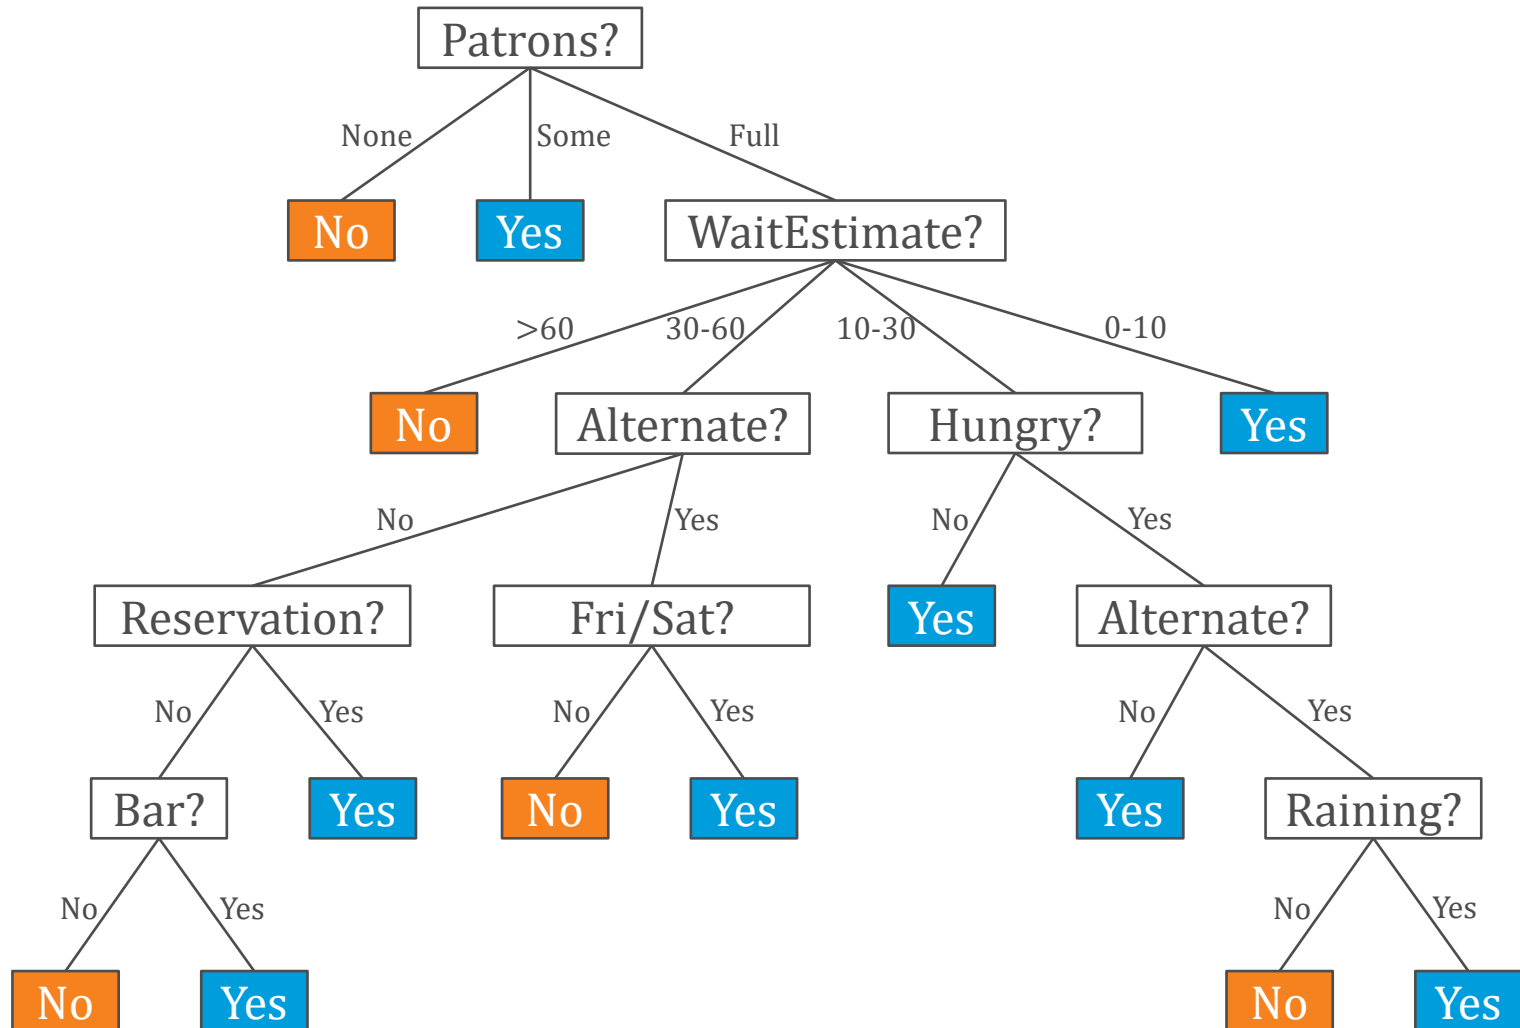 Patrons?
None
Some
Full
No
Yes
WaitEstimate?
>60
30-60
10-30
0-10
No
Alternate?
Hungry?
Yes
No
Yes
No
Yes
Reservation?
Fri/Sat?
Yes
Alternate?
No
Yes
No
Yes
No
Yes
Bar?
Yes
No
Yes
Yes
Raining?
No
Yes
No
Yes
No
Yes
No
Yes